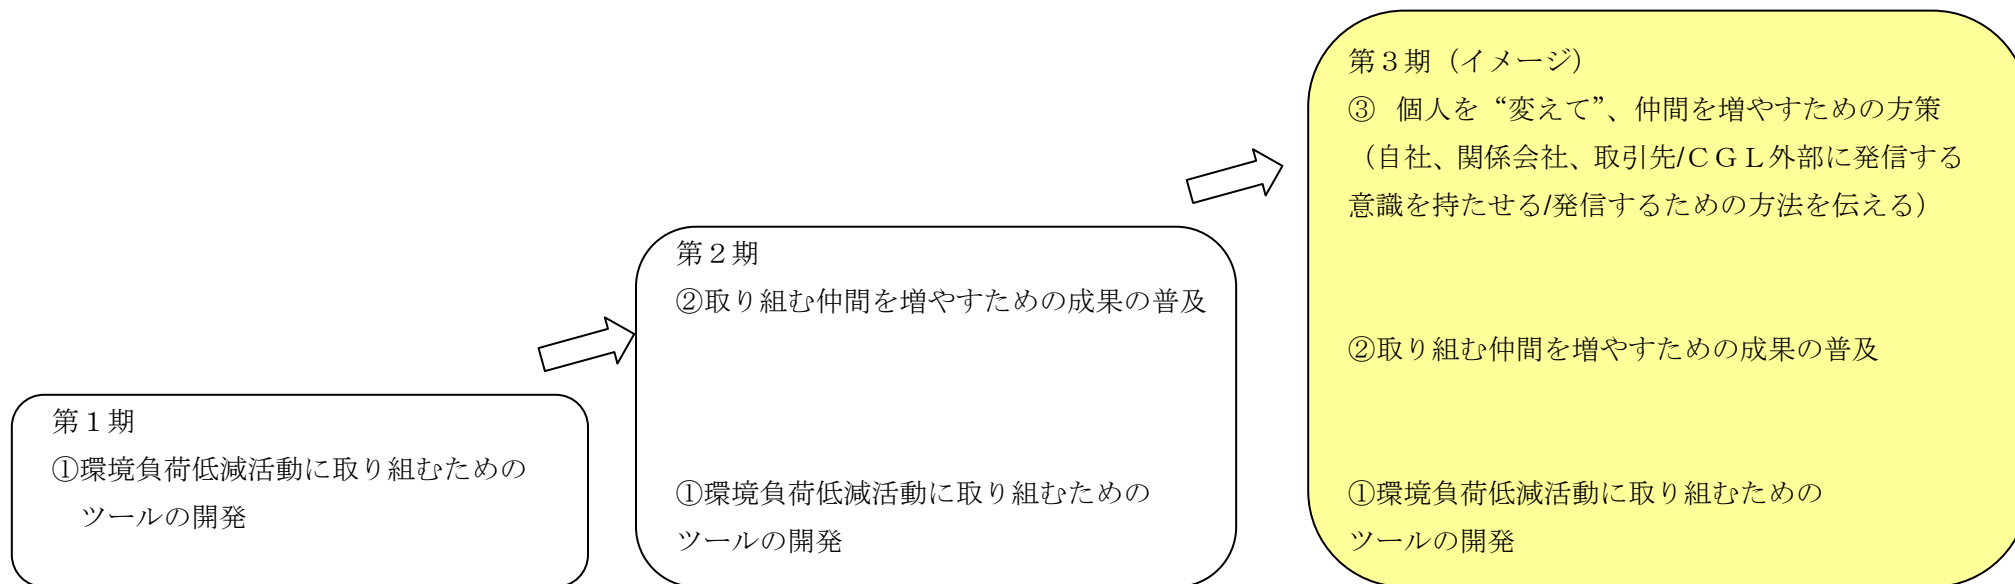 第１期
①環境負荷低減活動に取り組むための
ツールの開発
第２期
②取り組む仲間を増やすための成果の普及
①環境負荷低減活動に取り組むための
ツールの開発
第３期（イメージ）
③ 個人を“変えて”、仲間を増やすための方策
（自社、関係会社、取引先/ＣＧＬ外部に発信する
意識を持たせる/発信するための方法を伝える）
②取り組む仲間を増やすための成果の普及
①環境負荷低減活動に取り組むための
ツールの開発